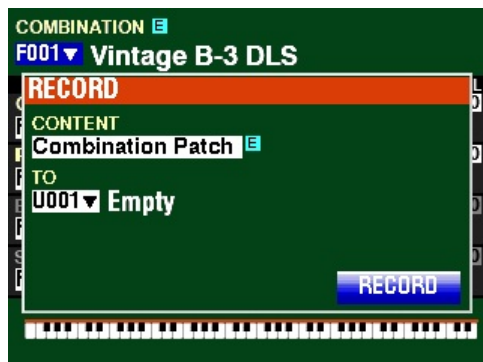 COMBINATION E
F001▼ Vintage B-3 DLS
RECORD
CONTENT
Combination Patch E
TO
U001▼ Empty
RECORD